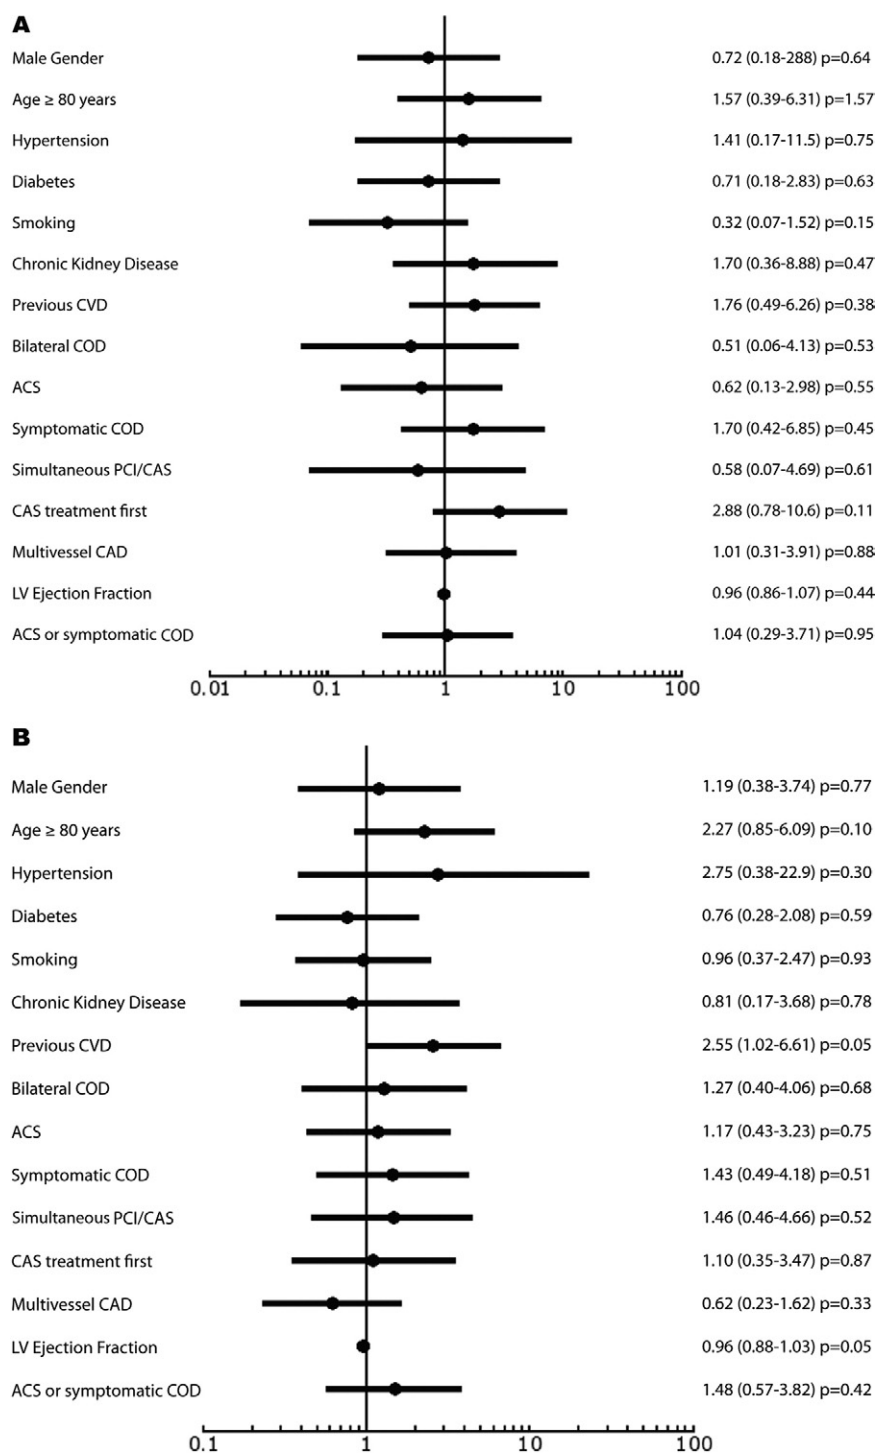 A
Male Gender 0.72 (0.18-288) p=0.64
Age ≥ 80 years 1.57 (0.39-6.31) p=1.57
Hypertension 1.41 (0.17-11.5) p=0.75
Diabetes 0.71 (0.18-2.83) p=0.63
Smoking 0.32 (0.07-1.52) p=0.15
Chronic Kidney Disease 1.70 (0.36-8.88) p=0.47
Previous CVD 1.76 (0.49-6.26) p=0.38
Bilateral COD 0.51 (0.06-4.13) p=0.53
ACS 0.62 (0.13-2.98) p=0.55
Symptomatic COD 1.70 (0.42-6.85) p=0.45
Simultaneous PCI/CAS 0.58 (0.07-4.69) p=0.61
CAS treatment first 2.88 (0.78-10.6) p=0.11
Multivessel CAD 1.01 (0.31-3.91) p=0.88
LV Ejection Fraction 0.96 (0.86-1.07) p=0.44
ACS or symptomatic COD 1.04 (0.29-3.71) p=0.95
0.01 0.1 1 10 100
B
Male Gender 1.19 (0.38-3.74) p=0.77
Age ≥ 80 years 2.27 (0.85-6.09) p=0.10
Hypertension 2.75 (0.38-22.9) p=0.30
Diabetes 0.76 (0.28-2.08) p=0.59
Smoking 0.96 (0.37-2.47) p=0.93
Chronic Kidney Disease 0.81 (0.17-3.68) p=0.78
Previous CVD 2.55 (1.02-6.61) p=0.05
Bilateral COD 1.27 (0.40-4.06) p=0.68
ACS 1.17 (0.43-3.23) p=0.75
Symptomatic COD 1.43 (0.49-4.18) p=0.51
Simultaneous PCI/CAS 1.46 (0.46-4.66) p=0.52
CAS treatment first 1.10 (0.35-3.47) p=0.87
Multivessel CAD 0.62 (0.23-1.62) p=0.33
LV Ejection Fraction 0.96 (0.88-1.03) p=0.05
ACS or symptomatic COD 1.48 (0.57-3.82) p=0.42
0.1 1 10 100